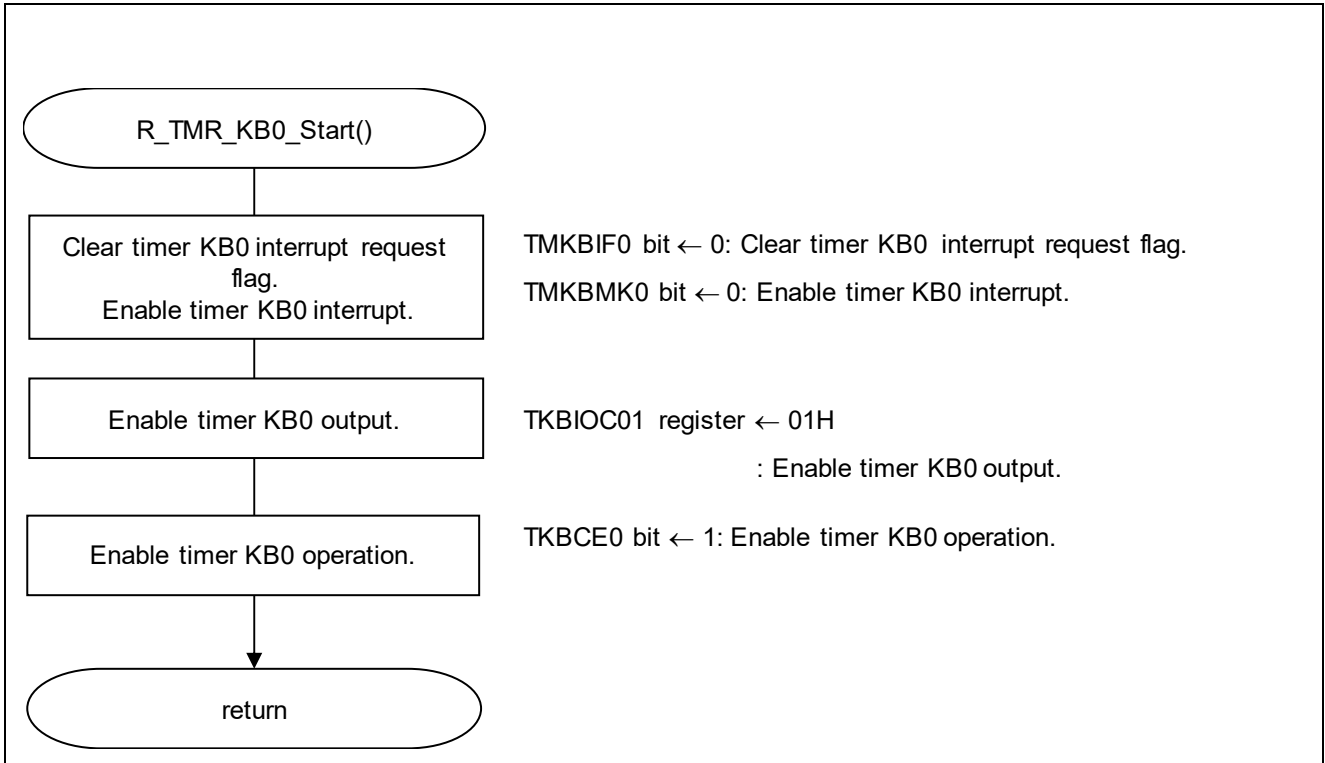 R_TMR_KB0_Start()
Clear timer KB0 interrupt request
flag.
Enable timer KB0 interrupt.
TMKBIF0 bit ← 0: Clear timer KB0 interrupt request flag.
TMKBMK0 bit ← 0: Enable timer KB0 interrupt.
Enable timer KB0 output.
TKBIOC01 register ← 01H
: Enable timer KB0 output.
Enable timer KB0 operation.
TKBCE0 bit ← 1: Enable timer KB0 operation.
return